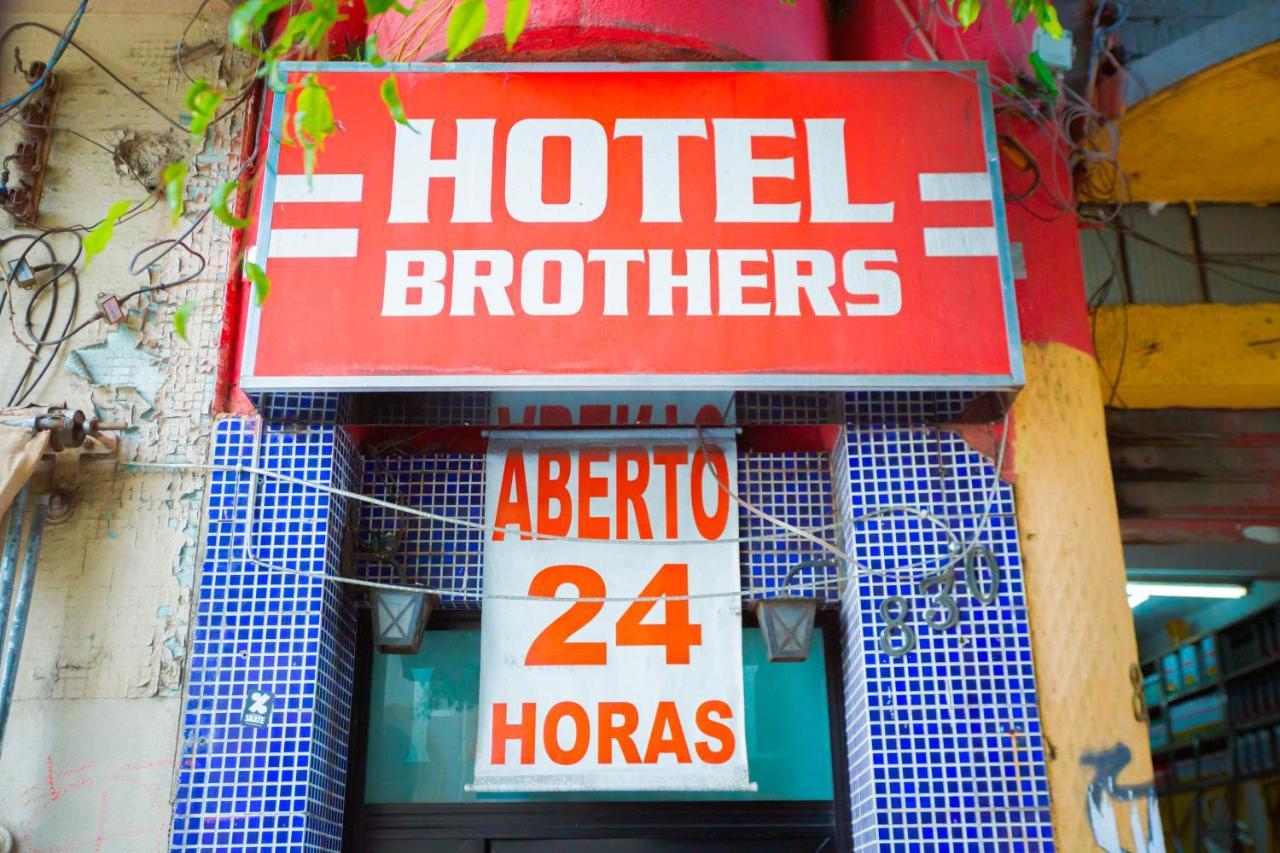 HOTEL
BROTHERS
ABERTO
24
HORAS
830
SKATE